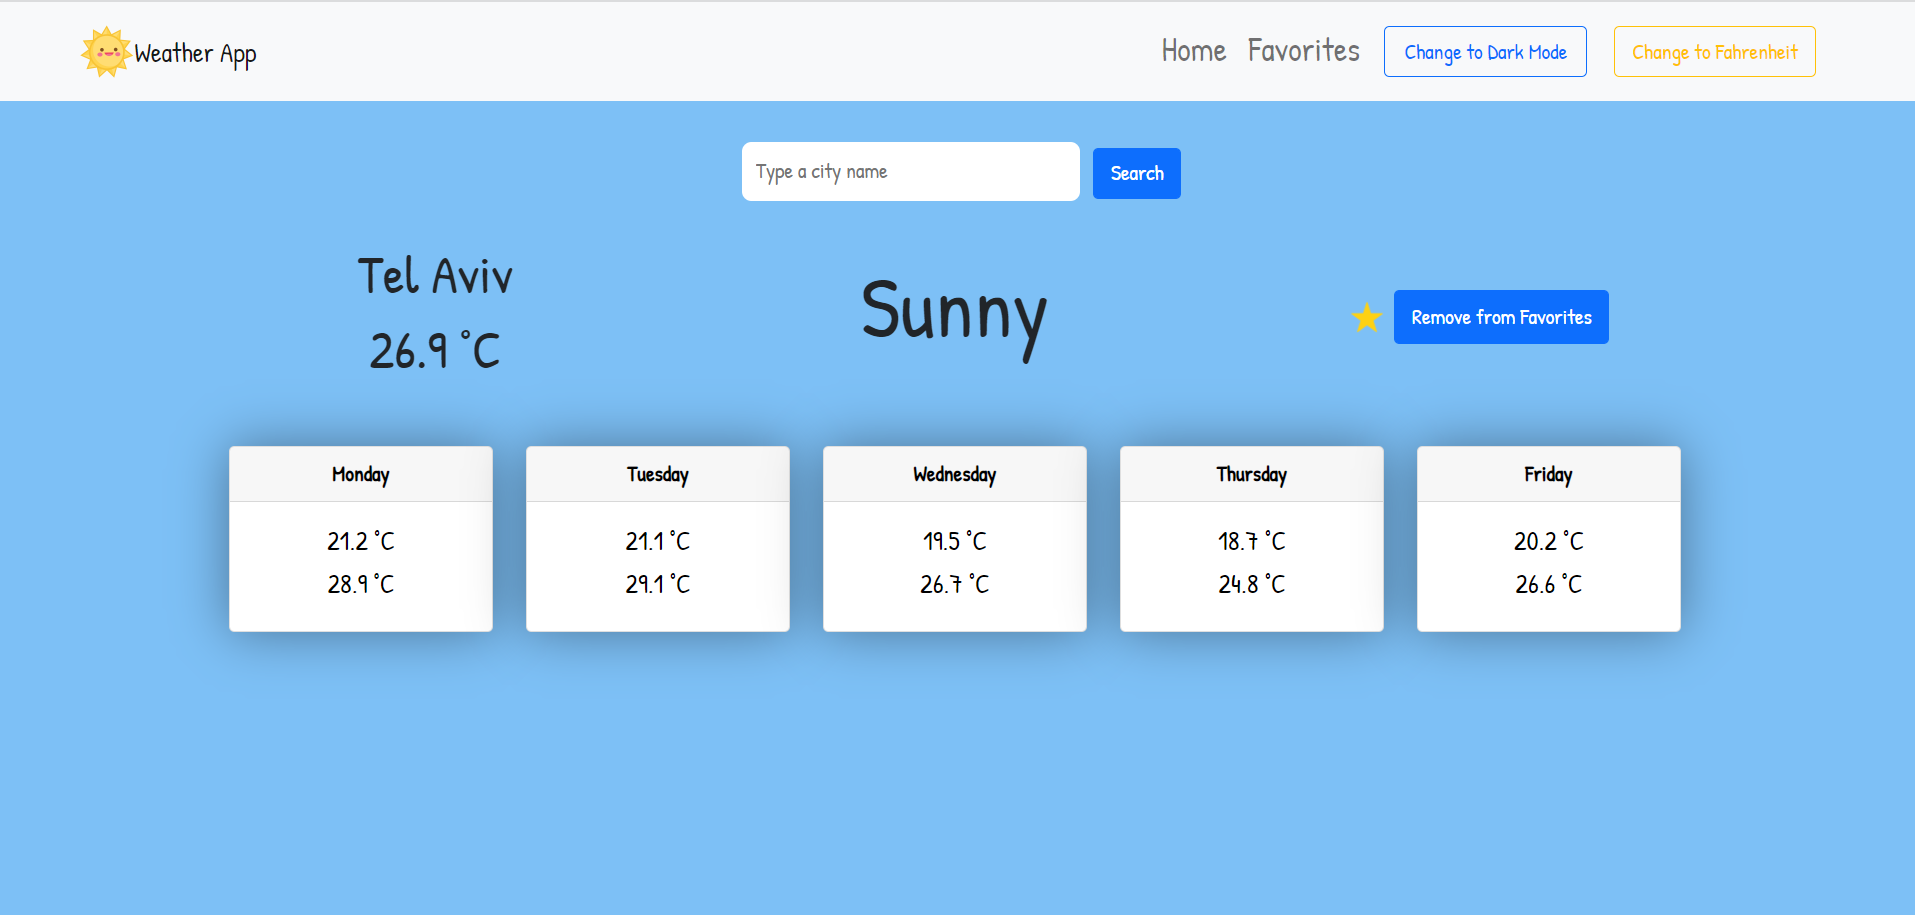 Weather App
Home Favorites Change to Dark Mode Change to Fahrenheit
Type a city name Search
Tel Aviv
26.9 °C
Sunny
Remove from Favorites
Monday
21.2 °C
28.9 °C
Tuesday
21.1 °C
29.1 °C
Wednesday
19.5 °C
26.7 °C
Thursday
18.7 °C
24.8 °C
Friday
20.2 °C
26.6 °C